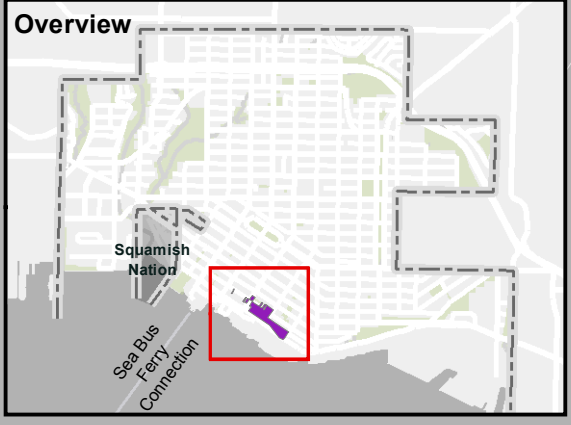 Overview
Squamish
Nation
Sea Bus
Ferry
Connection